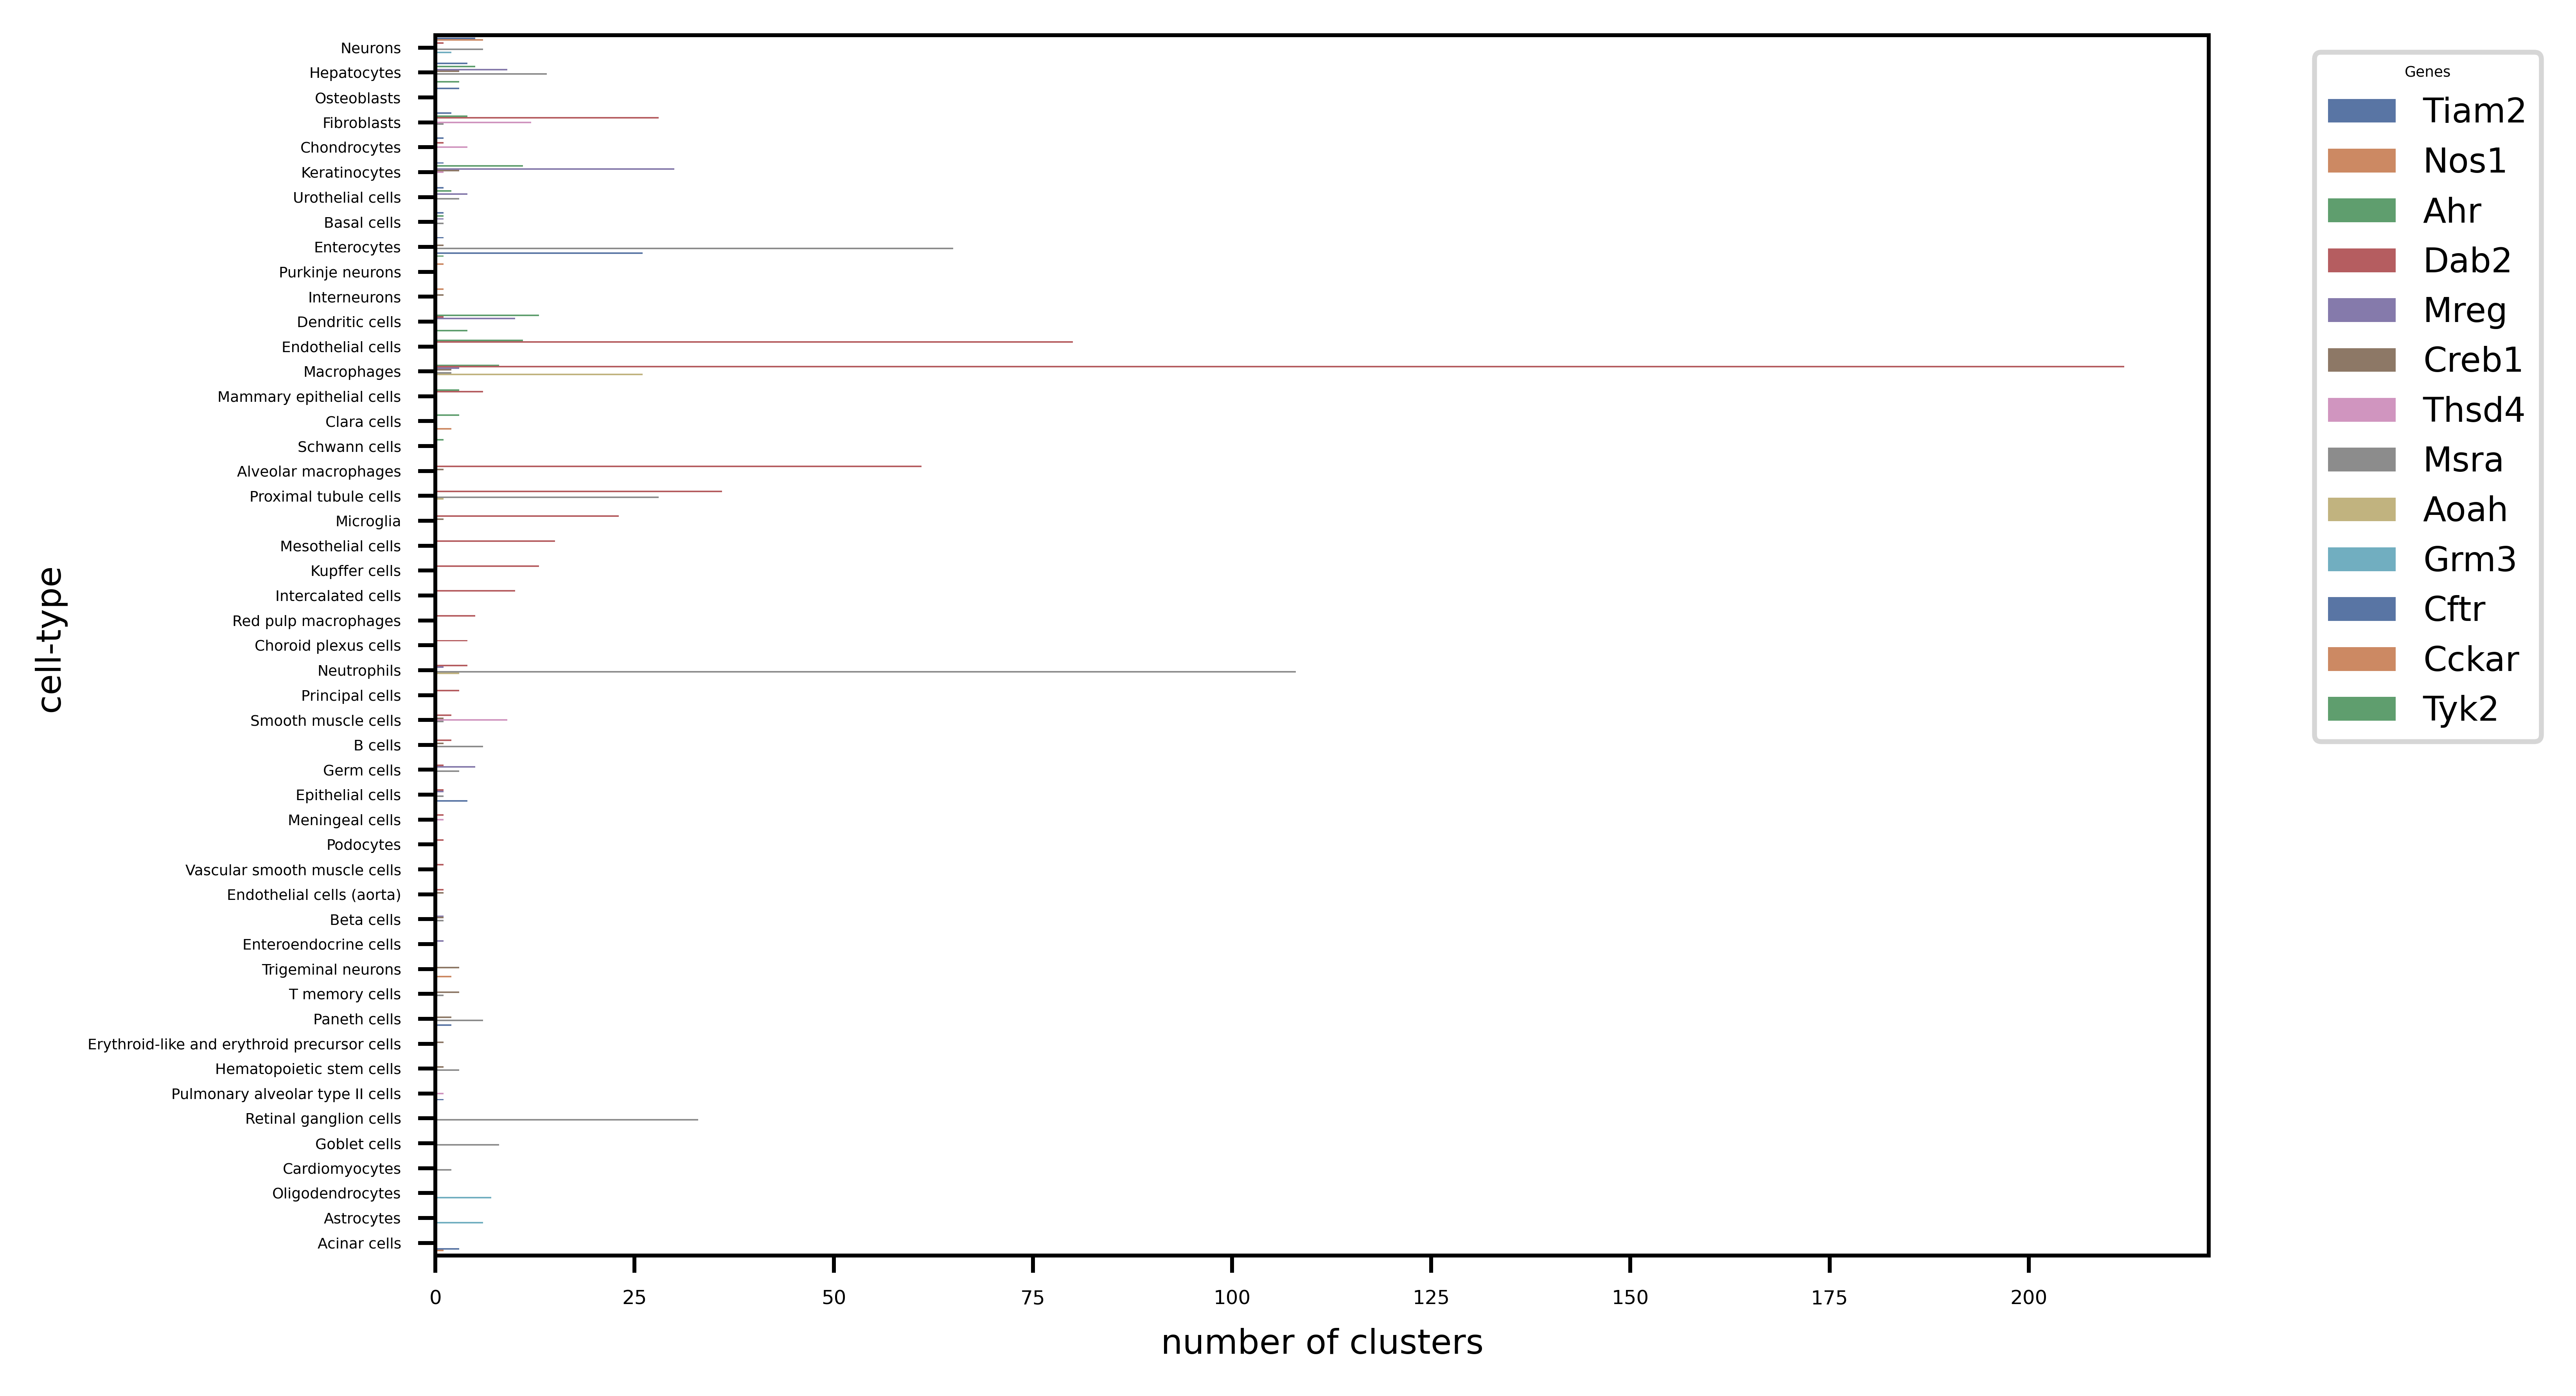 Neurons
Hepatocytes
Osteoblasts
Fibroblasts
Chondrocytes
Keratinocytes
Urothelial cells
Basal cells
Enterocytes
Purkinje neurons
Interneurons
Dendritic cells
Endothelial cells
Macrophages
Mammary epithelial cells
Clara cells
Schwann cells
Alveolar macrophages
Proximal tubule cells
Microglia
Mesothelial cells
Kupffer cells
Intercalated cells
Red pulp macrophages
Choroid plexus cells
Neutrophils
Principal cells
Smooth muscle cells
B cells
Germ cells
Epithelial cells
Meningeal cells
Podocytes
Vascular smooth muscle cells
Endothelial cells (aorta)
Beta cells
Enteroendocrine cells
Trigeminal neurons
T memory cells
Paneth cells
Erythroid-like and erythroid precursor cells
Hematopoietic stem cells
Pulmonary alveolar type II cells
Retinal ganglion cells
Goblet cells
Cardiomyocytes
Oligodendrocytes
Astrocytes
Acinar cells
cell-type
0 25 50 75 100 125 150 175 200
number of clusters
Genes
Tiam2
Nos1
Ahr
Dab2
Mreg
Creb1
Thsd4
Msra
Aoah
Grm3
Cftr
Cckar
Tyk2